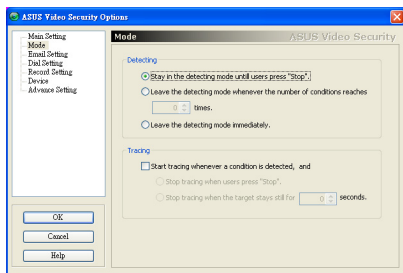 ASUS Video Security Options
Main Setting
Mode
Email Setting
Dial Setting
Record Setting
Device
Advance Setting
OK
Cancel
Help
Mode
ASUS Video Security
Detecting
Stay in the detecting mode untill users press "Stop".
Leave the detecting mode whenever the number of conditions reaches
0 times.
Leave the detecting mode immediately.
Tracing
Start tracing whenever a condition is detected, and
Stop tracing when users press "Stop".
Stop tracing when the target stays still for 0 seconds.